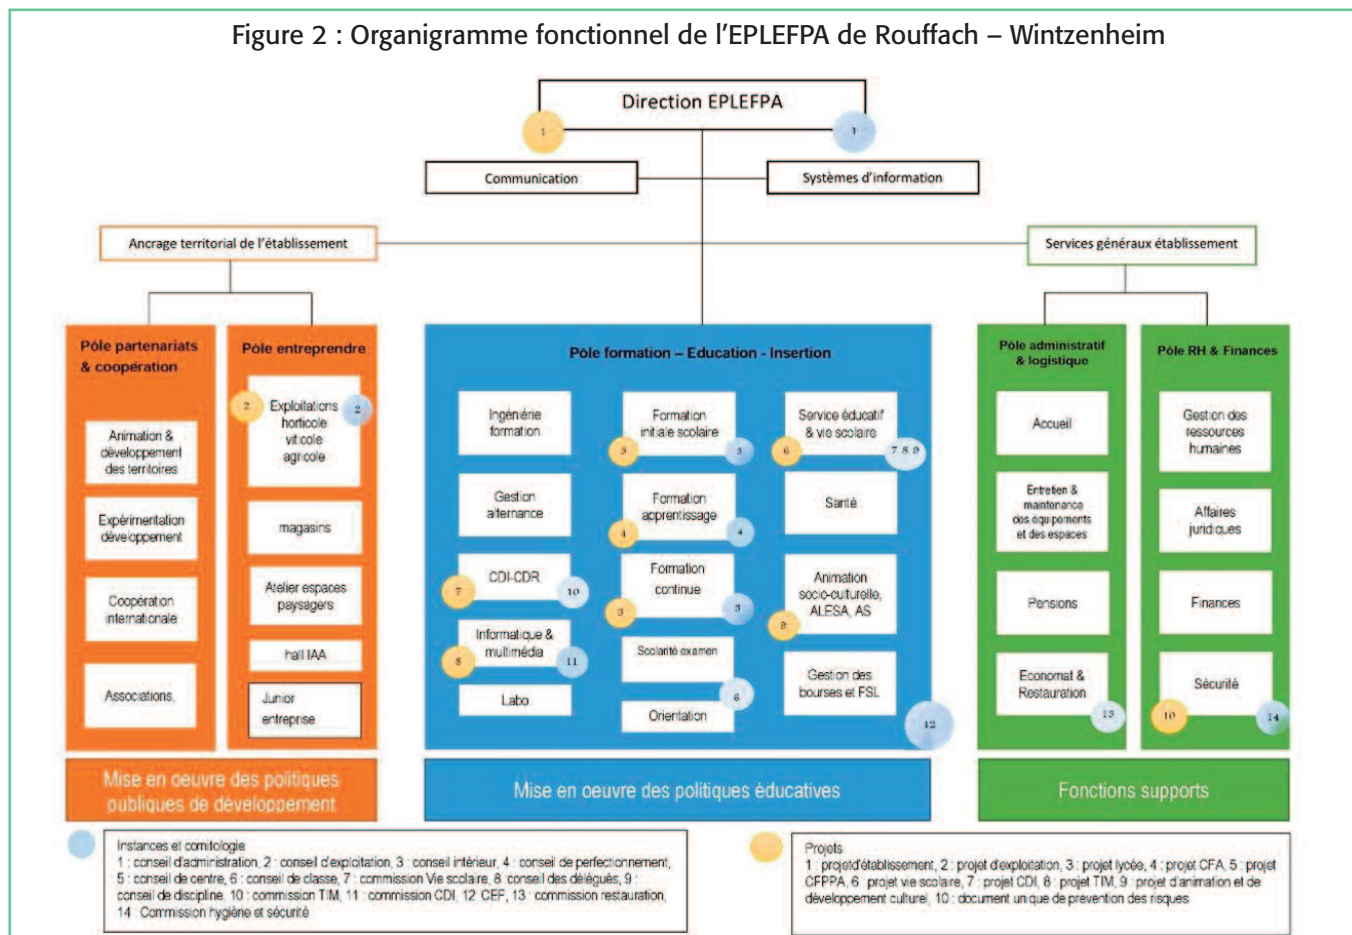 Figure 2 : Organigramme fonctionnel de l'EPLEFPA de Rouffach – Wintzenheim
Direction EPLEFPA
1
1
Communication
Systèmes d'information
Ancrage territorial de l'établissement
Services généraux établissement
Pôle partenariats
& coopération
Animation &
développement
des territoires
Expérimentation
développement
Coopération
internationale
Associations.
Pôle entreprendre
2
2
Exploitations
horticole
viticole
agricole
magasins
Atelier espaces
paysagers
hall IAA
Junior
entreprise
Pôle formation – Education - Insertion
Ingénierie
formation
Gestion
alternance
CDI-CDR
7
10
Informatique &
multimédia
8
11
Labo
Formation
initiale scolaire
3
3
Formation
apprentissage
4
4
Formation
continue
3
3
Scolarité examen
6
Orientation
Service éducatif
& vie scolaire
6
7, 8, 9
Santé
Animation
socio-culturelle,
ALESA, AS
9
Gestion des
bourses et FSL
12
Pôle administratif
& logistique
Accueil
Entretien &
maintenance
des équipements
et des espaces
Pensions
Economat &
Restauration
13
Pôle RH & Finances
Gestion des
ressources
humaines
Affaires
juridiques
Finances
Sécurité
10
14
Mise en oeuvre des politiques
publiques de développement
Mise en oeuvre des politiques éducatives
Fonctions supports
Instances et comitologie
1 : conseil d'administration, 2 : conseil d'exploitation, 3 : conseil intérieur, 4 : conseil de perfectionnement,
5 : conseil de centre, 6 : conseil de classe, 7 : commission Vie scolaire, 8 : conseil des délégués, 9 :
conseil de discipline, 10 : commission TIM, 11 : commission CDI, 12 CEF, 13 : commission restauration,
14 : Commission hygiène et sécurité
Projets
1 : projet d'établissement, 2 : projet d'exploitation, 3 : projet lycée, 4 : projet CFA, 5 : projet
CFPPA, 6 : projet vie scolaire, 7 : projet CDI, 8 : projet TIM, 9 : projet d'animation et de
développement culturel, 10 : document unique de prévention des risques